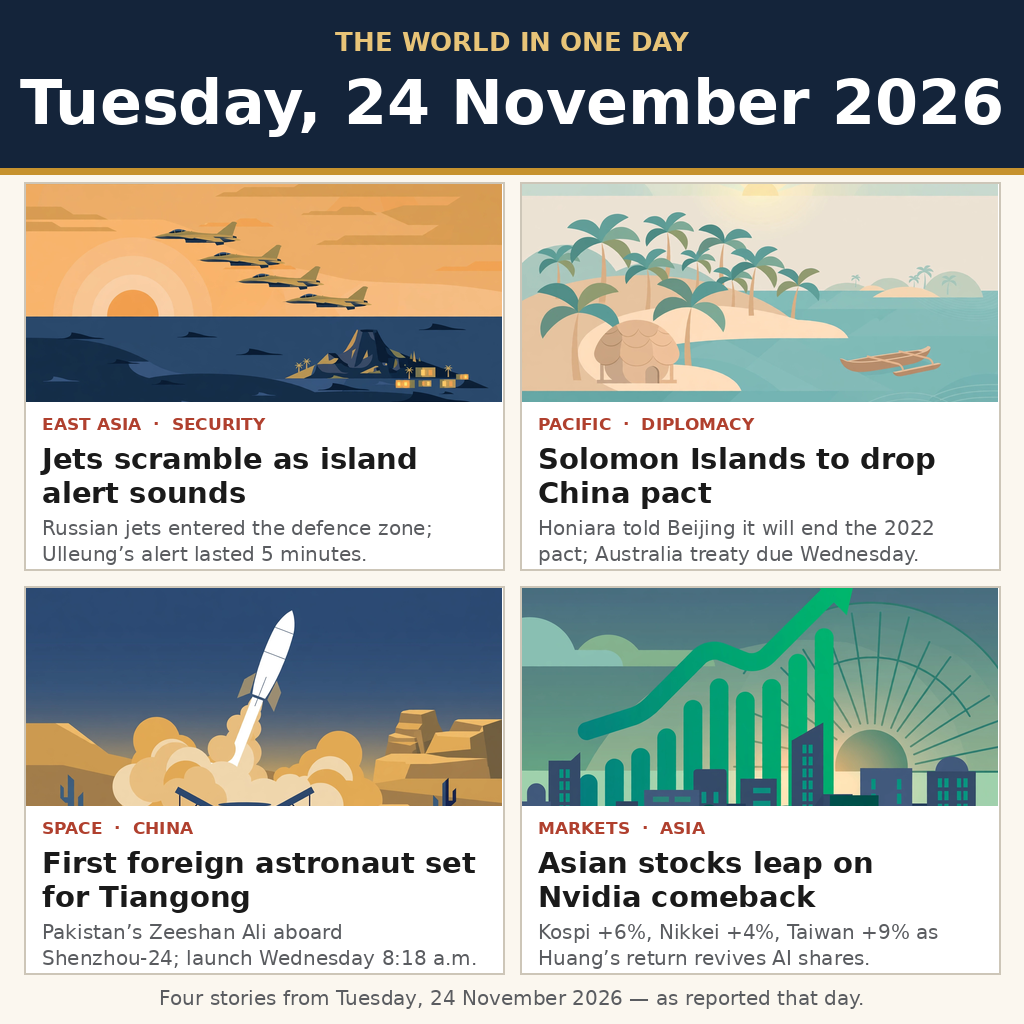 THE WORLD IN ONE DAY
Tuesday, 24 November 2026
EAST ASIA · SECURITY
Jets scramble as island
alert sounds
Russian jets entered the defence zone;
Ulleung’s alert lasted 5 minutes.
PACIFIC · DIPLOMACY
Solomon Islands to drop
China pact
Honiara told Beijing it will end the 2022
pact; Australia treaty due Wednesday.
SPACE · CHINA
First foreign astronaut set
for Tiangong
Pakistan’s Zeeshan Ali aboard
Shenzhou-24; launch Wednesday 8:18 a.m.
MARKETS · ASIA
Asian stocks leap on
Nvidia comeback
Kospi +6%, Nikkei +4%, Taiwan +9% as
Huang’s return revives AI shares.
Four stories from Tuesday, 24 November 2026 — as reported that day.